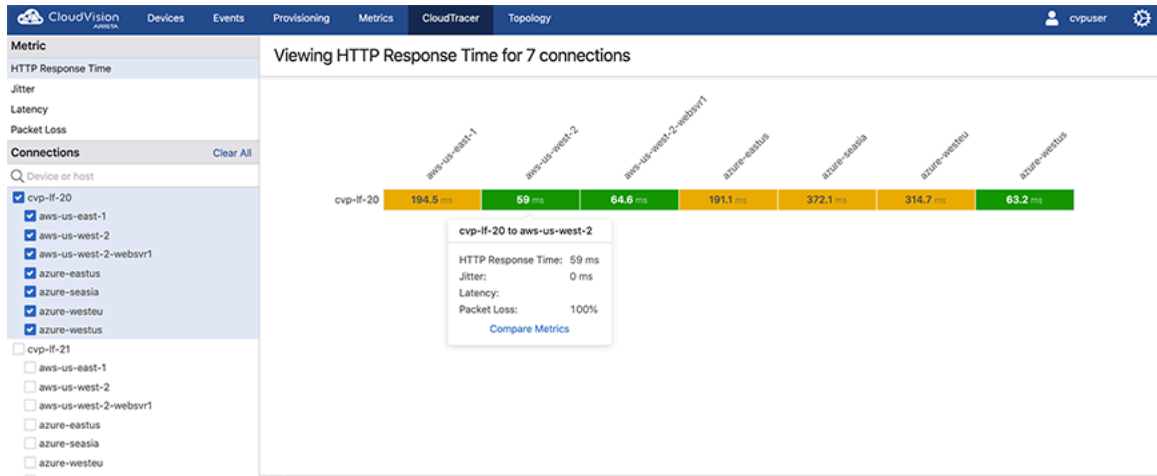 CloudVision
ARISTA
Devices
Events
Provisioning
Metrics
CloudTracer
Topology
cvpuser
Metric
HTTP Response Time
Jitter
Latency
Packet Loss
Connections
Clear All
Device or host
cvp-lf-20
aws-us-east-1
aws-us-west-2
aws-us-west-2-websvr1
azure-eastus
azure-seasia
azure-westeu
azure-westus
cvp-lf-21
aws-us-east-1
aws-us-west-2
aws-us-west-2-websvr1
azure-eastus
azure-seasia
azure-westeu
Viewing HTTP Response Time for 7 connections
aws-us-east-1
aws-us-west-2
aws-us-west-2-websvr1
azure-eastus
azure-seasia
azure-westeu
azure-westus
cvp-lf-20
194.5 ms
59 ms
64.6 ms
191.1 ms
372.1 ms
314.7 ms
63.2 ms
cvp-lf-20 to aws-us-west-2
HTTP Response Time: 59 ms
Jitter: 0 ms
Latency:
Packet Loss: 100%
Compare Metrics